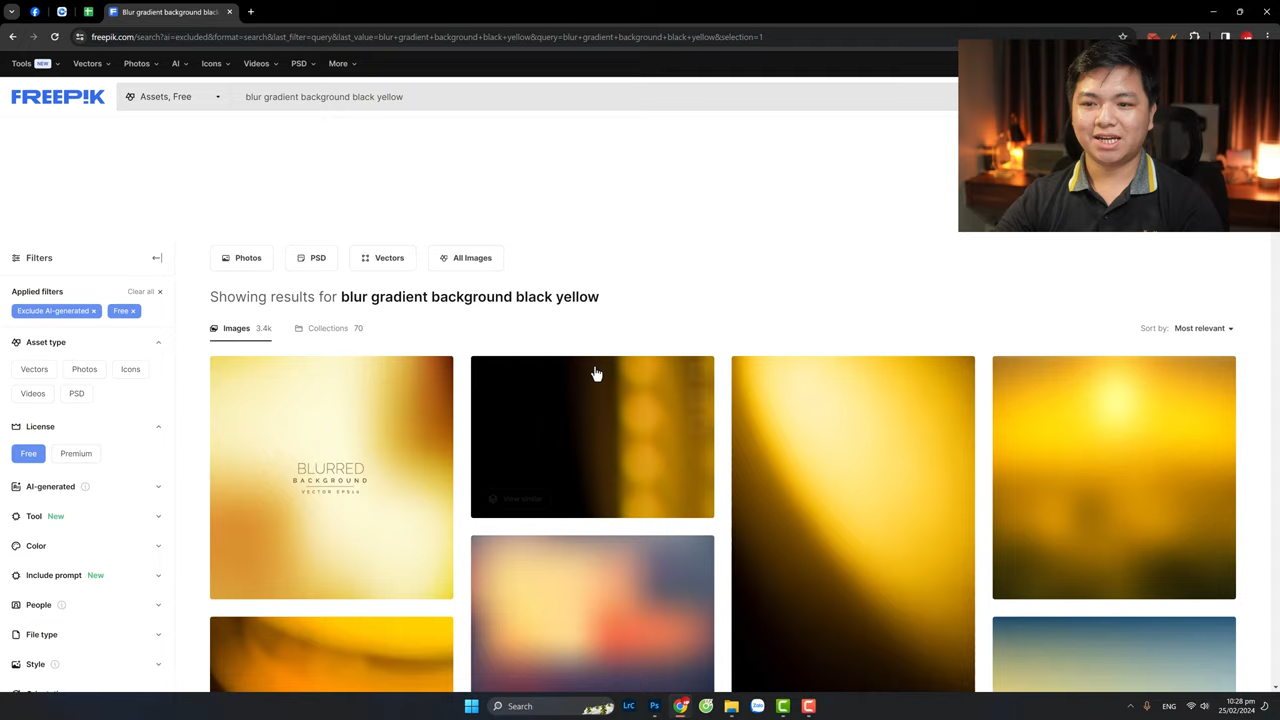 Blur gradient background black
freepik.com/search?ai=excluded&format=search&last_filter=query&last_value=blur+gradient+background+black+yellow&query=blur+gradient+background+black+yellow&selection=1
Tools NEW Vectors Photos AI Icons Videos PSD More
FREEPIK Assets, Free blur gradient background black yellow
Photos PSD Vectors All Images
Filters
Applied filters Clear all ×
Exclude AI-generated × Free ×
Showing results for blur gradient background black yellow
Images 3.4k Collections 70 Sort by: Most relevant
Asset type
Vectors Photos Icons
Videos PSD
License
Free Premium
AI-generated
Tool New
Color
Include prompt New
People
File type
Style
BLURRED
BACKGROUND
VECTOR EPS10
View similar
Search
Lrc Ps Zalo
ENG 10:28 pm
25/02/2024